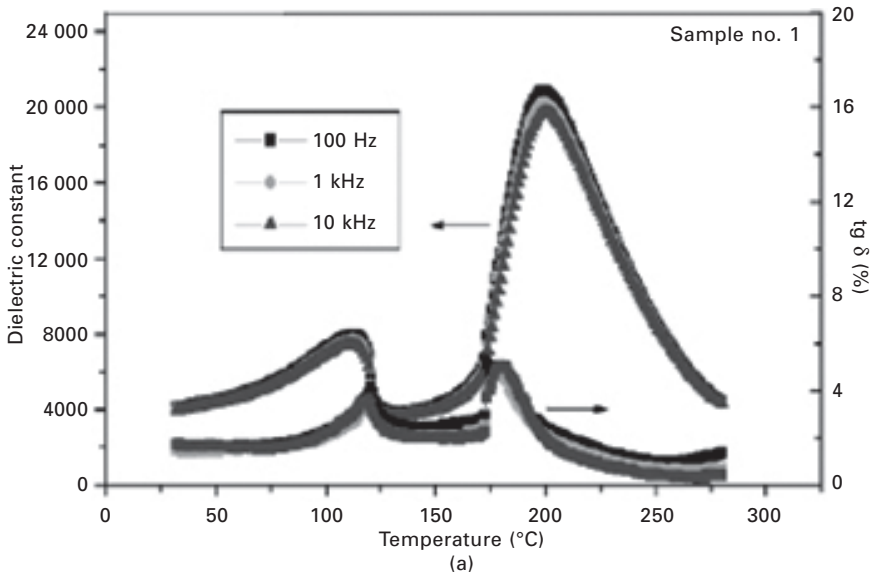 Sample no. 1
24 000
20 000
16 000
12 000
8000
4000
0
Dielectric constant
100 Hz
1 kHz
10 kHz
20
16
12
8
4
0
tg δ (%)
0
50
100
150
200
250
300
Temperature (°C)
(a)